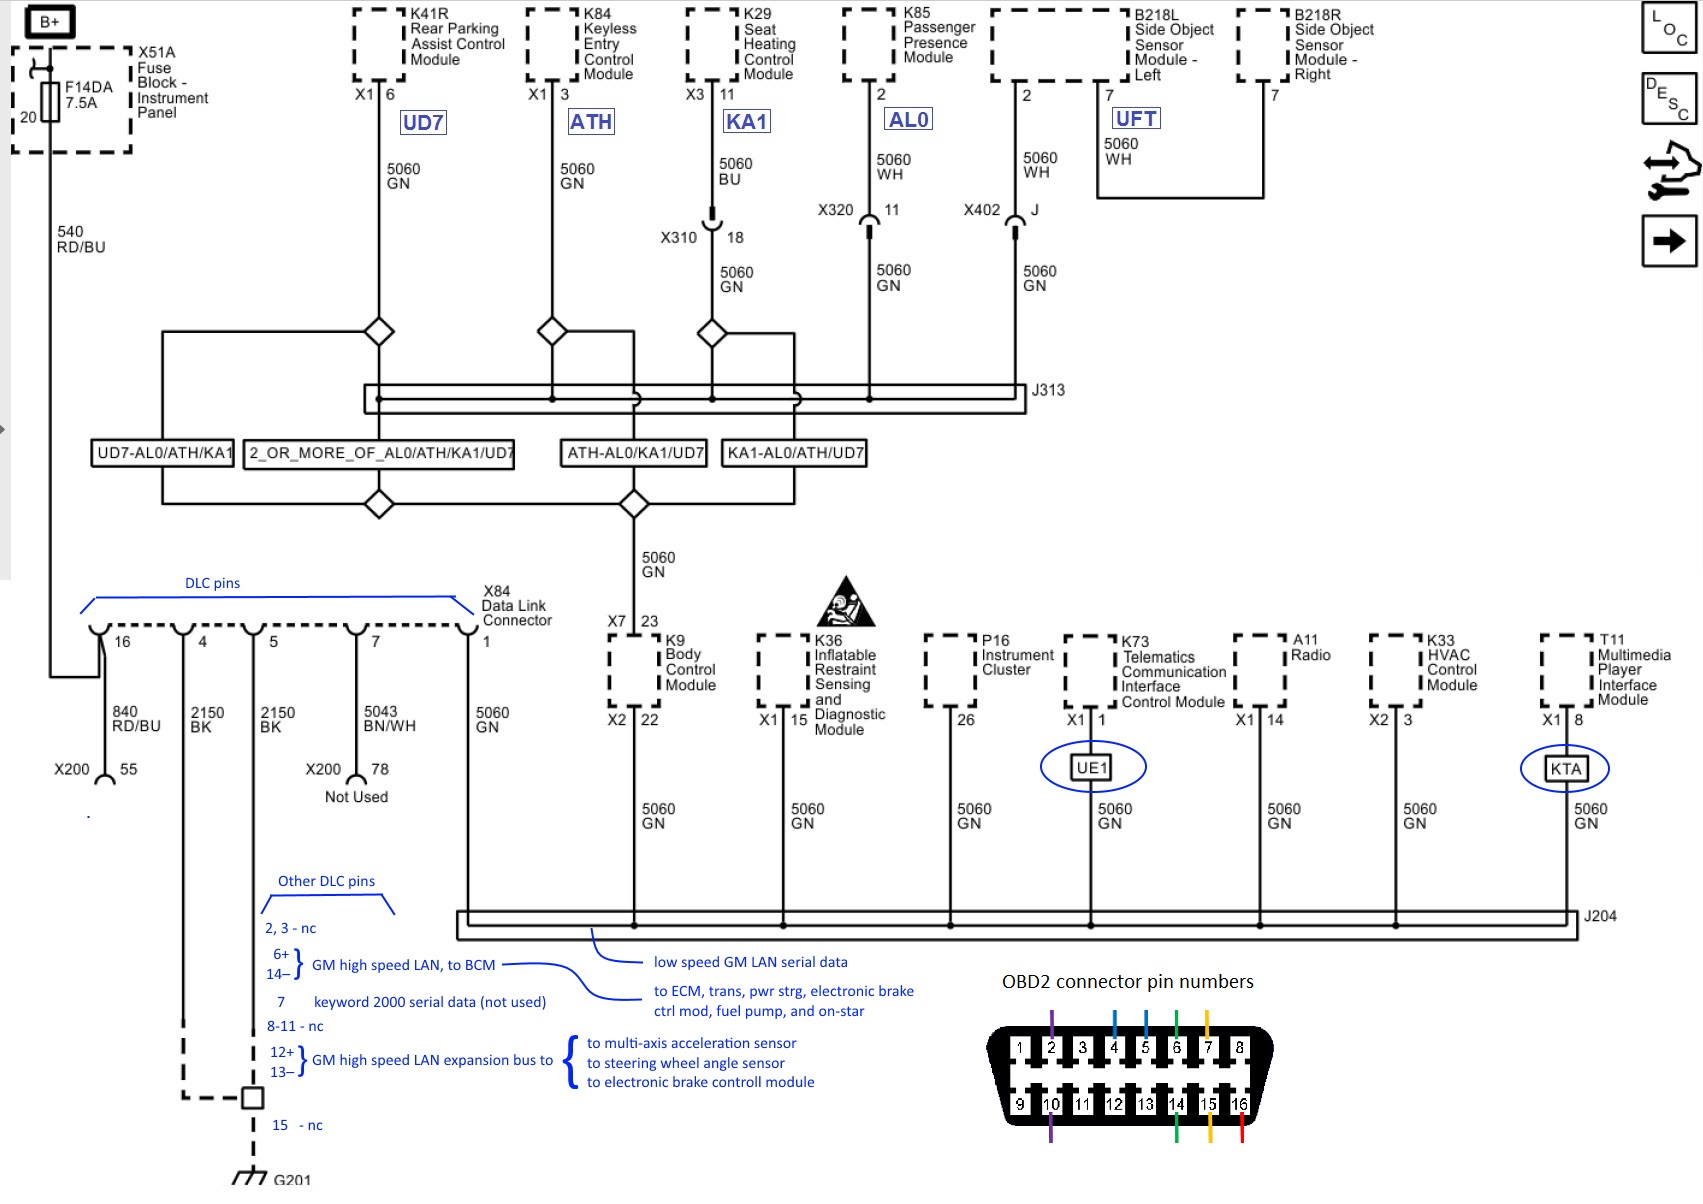 B+
X51A
Fuse
Block -
Instrument
Panel
F14DA
7.5A
20
K41R
Rear Parking
Assist Control
Module
K84
Keyless
Entry
Control
Module
K29
Seat
Heating
Control
Module
K85
Passenger
Presence
Module
B218L
Side Object
Sensor
Module -
Left
B218R
Side Object
Sensor
Module -
Right
L
O
C
D
E
S
C
X1 6
X1 3
X3 11
2
2
7
7
UD7
ATH
KA1
AL0
UFT
5060
GN
5060
GN
5060
BU
5060
WH
5060
WH
5060
WH
X310 18
X320 11
X402 J
540
RD/BU
5060
GN
5060
GN
5060
GN
J313
UD7-AL0/ATH/KA1
2_OR_MORE_OF_AL0/ATH/KA1/UD7
ATH-AL0/KA1/UD7
KA1-AL0/ATH/UD7
5060
GN
DLC pins
X84
Data Link
Connector
16
4
5
7
1
X7 23
K9
Body
Control
Module
K36
Inflatable
Restraint
Sensing
and
Diagnostic
Module
P16
Instrument
Cluster
K73
Telematics
Communication
Interface
Control Module
A11
Radio
K33
HVAC
Control
Module
T11
Multimedia
Player
Interface
Module
840
RD/BU
2150
BK
2150
BK
5043
BN/WH
5060
GN
X2 22
X1 15
26
X1 1
X1 14
X2 3
X1 8
X200 55
X200 78
Not Used
UE1
KTA
5060
GN
5060
GN
5060
GN
5060
GN
5060
GN
5060
GN
5060
GN
J204
Other DLC pins
2, 3 - nc
6+
14–
GM high speed LAN, to BCM
7 keyword 2000 serial data (not used)
8-11 - nc
12+
13–
GM high speed LAN expansion bus to
15 - nc
low speed GM LAN serial data
to ECM, trans, pwr strg, electronic brake
ctrl mod, fuel pump, and on-star
to multi-axis acceleration sensor
to steering wheel angle sensor
to electronic brake controll module
G201
OBD2 connector pin numbers
1 2 3 4 5 6 7 8
9 10 11 12 13 14 15 16